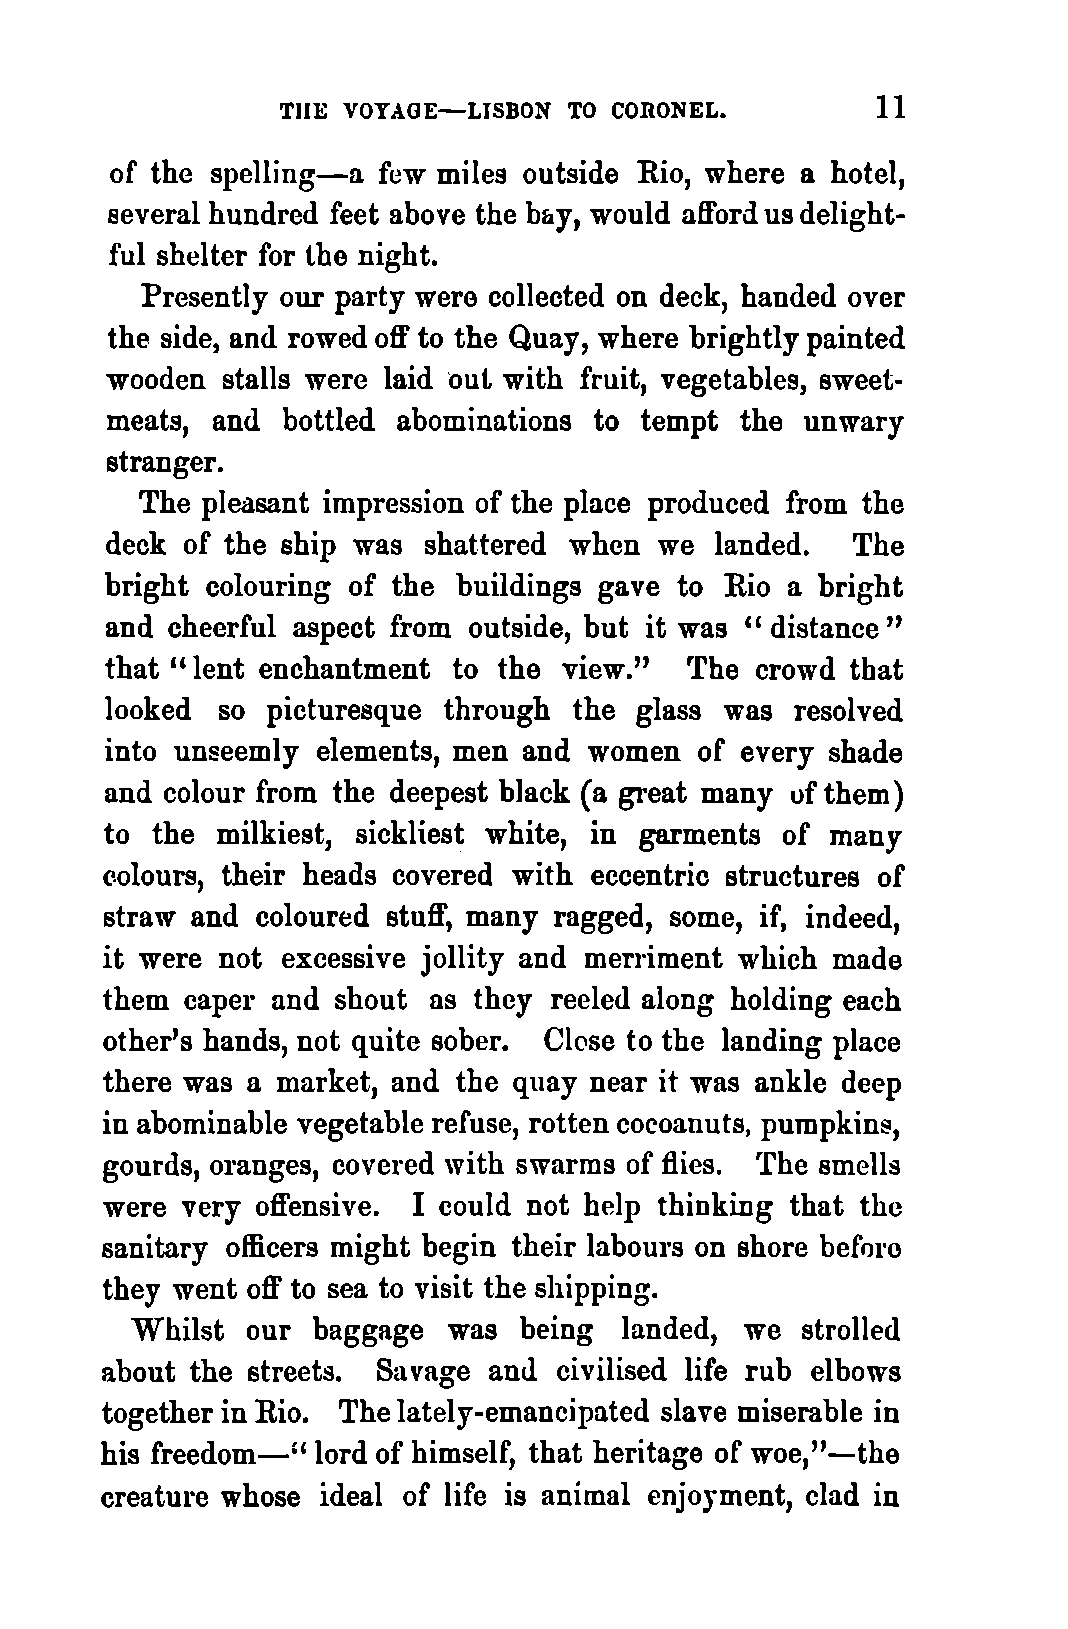 THE VOYAGE—LISBON TO CORONEL. 11
of the spelling—a few miles outside Rio, where a hotel,
several hundred feet above the bay, would afford us delight-
ful shelter for the night.
Presently our party were collected on deck, handed over
the side, and rowed off to the Quay, where brightly painted
wooden stalls were laid out with fruit, vegetables, sweet-
meats, and bottled abominations to tempt the unwary
stranger.
The pleasant impression of the place produced from the
deck of the ship was shattered when we landed. The
bright colouring of the buildings gave to Rio a bright
and cheerful aspect from outside, but it was “distance”
that “lent enchantment to the view.” The crowd that
looked so picturesque through the glass was resolved
into unseemly elements, men and women of every shade
and colour from the deepest black (a great many of them)
to the milkiest, sickliest white, in garments of many
colours, their heads covered with eccentric structures of
straw and coloured stuff, many ragged, some, if, indeed,
it were not excessive jollity and merriment which made
them caper and shout as they reeled along holding each
other’s hands, not quite sober. Close to the landing place
there was a market, and the quay near it was ankle deep
in abominable vegetable refuse, rotten cocoanuts, pumpkins,
gourds, oranges, covered with swarms of flies. The smells
were very offensive. I could not help thinking that the
sanitary officers might begin their labours on shore before
they went off to sea to visit the shipping.
Whilst our baggage was being landed, we strolled
about the streets. Savage and civilised life rub elbows
together in Rio. The lately-emancipated slave miserable in
his freedom—“lord of himself, that heritage of woe,”—the
creature whose ideal of life is animal enjoyment, clad in